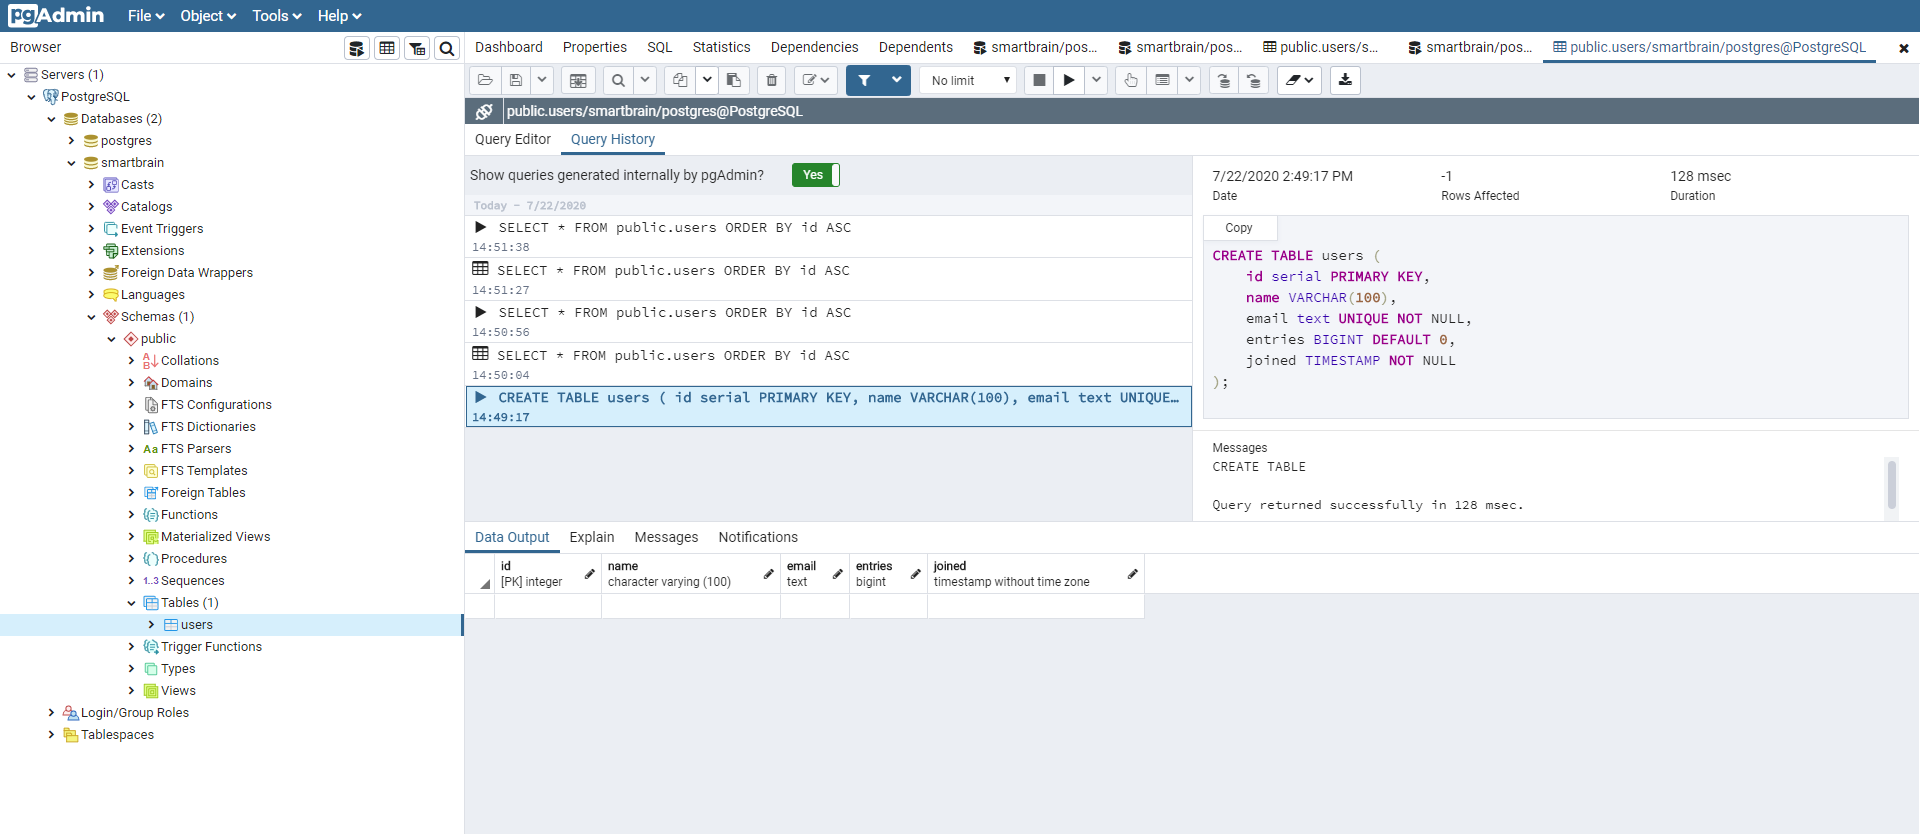 pgAdmin File Object Tools Help
Browser
Servers (1)
PostgreSQL
Databases (2)
postgres
smartbrain
Casts
Catalogs
Event Triggers
Extensions
Foreign Data Wrappers
Languages
Schemas (1)
public
Collations
Domains
FTS Configurations
FTS Dictionaries
Aa FTS Parsers
FTS Templates
Foreign Tables
Functions
Materialized Views
Procedures
1..3 Sequences
Tables (1)
users
Trigger Functions
Types
Views
Login/Group Roles
Tablespaces
Dashboard Properties SQL Statistics Dependencies Dependents smartbrain/pos... smartbrain/pos... public.users/s... smartbrain/pos... public.users/smartbrain/postgres@PostgreSQL
No limit
public.users/smartbrain/postgres@PostgreSQL
Query Editor Query History
Show queries generated internally by pgAdmin? Yes
Today - 7/22/2020
SELECT * FROM public.users ORDER BY id ASC
14:51:38
SELECT * FROM public.users ORDER BY id ASC
14:51:27
SELECT * FROM public.users ORDER BY id ASC
14:50:56
SELECT * FROM public.users ORDER BY id ASC
14:50:04
CREATE TABLE users ( id serial PRIMARY KEY, name VARCHAR(100), email text UNIQUE...
14:49:17
7/22/2020 2:49:17 PM -1 128 msec
Date Rows Affected Duration
Copy
CREATE TABLE users (
id serial PRIMARY KEY,
name VARCHAR(100),
email text UNIQUE NOT NULL,
entries BIGINT DEFAULT 0,
joined TIMESTAMP NOT NULL
);
Messages
CREATE TABLE
Query returned successfully in 128 msec.
Data Output Explain Messages Notifications
id name email entries joined
[PK] integer character varying (100) text bigint timestamp without time zone